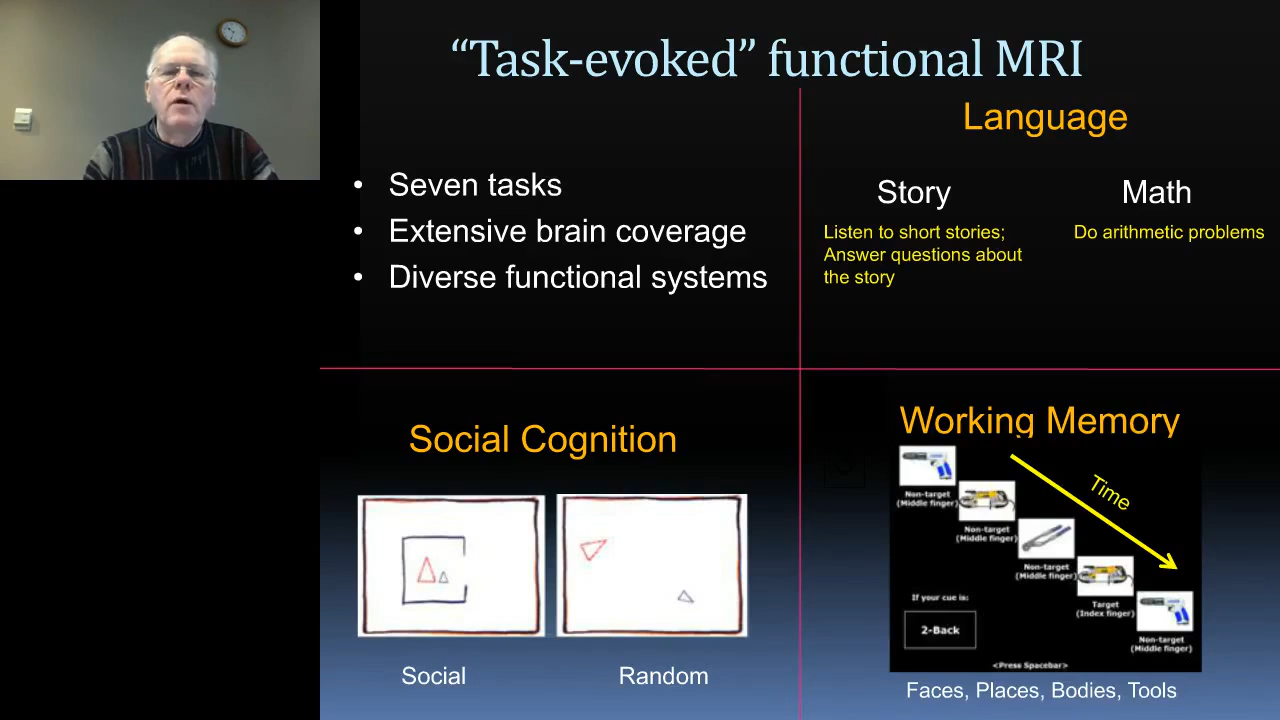 “Task-evoked” functional MRI
• Seven tasks
• Extensive brain coverage
• Diverse functional systems
Language
Story
Math
Listen to short stories;
Answer questions about
the story
Do arithmetic problems
Social Cognition
Social
Random
Working Memory
Time
Non-target
(Middle finger)
Non-target
(Middle finger)
Non-target
(Middle finger)
Target
(Index finger)
Non-target
(Middle finger)
If your cue is:
2-Back
<Press Spacebar>
Faces, Places, Bodies, Tools